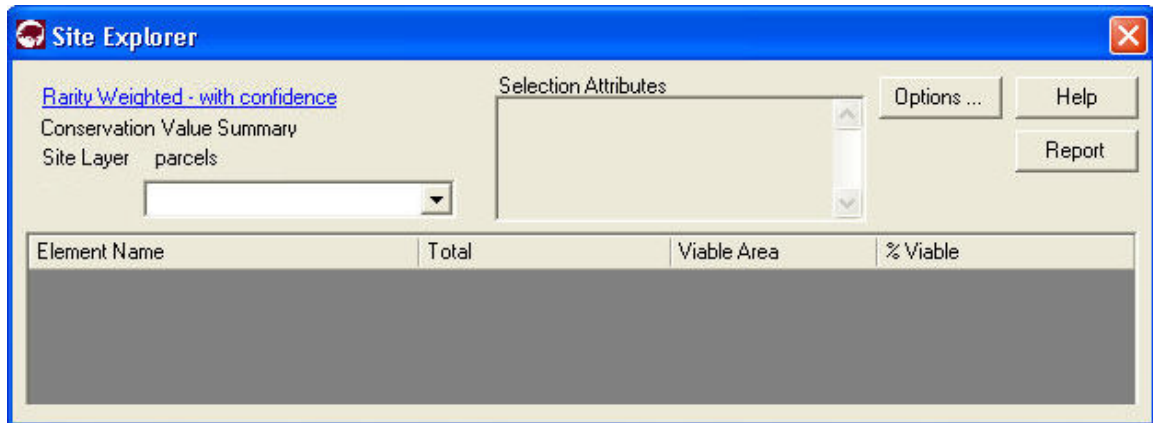 Site Explorer
Rarity Weighted - with confidence
Conservation Value Summary
Site Layer parcels
Selection Attributes
Options ...
Help
Report
Element Name Total Viable Area % Viable